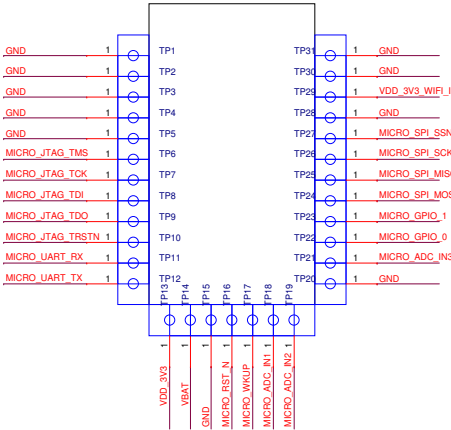 GND 1 TP1 TP31 1 GND
GND 1 TP2 TP30 1 GND
GND 1 TP3 TP29 1 VDD_3V3_WIFI_I
GND 1 TP4 TP28 1 GND
GND 1 TP5 TP27 1 MICRO_SPI_SSN
MICRO_JTAG_TMS 1 TP6 TP26 1 MICRO_SPI_SCK
MICRO_JTAG_TCK 1 TP7 TP25 1 MICRO_SPI_MISO
MICRO_JTAG_TDI 1 TP8 TP24 1 MICRO_SPI_MOS
MICRO_JTAG_TDO 1 TP9 TP23 1 MICRO_GPIO_1
MICRO_JTAG_TRSTN 1 TP10 TP22 1 MICRO_GPIO_0
MICRO_UART_RX 1 TP11 TP21 1 MICRO_ADC_IN3
MICRO_UART_TX 1 TP12 TP20 1 GND
TP13 1 VDD_3V3
TP14 1 VBAT
TP15 1 GND
TP16 1 MICRO_RST_N
TP17 1 MICRO_WKUP
TP18 1 MICRO_ADC_IN1
TP19 1 MICRO_ADC_IN2